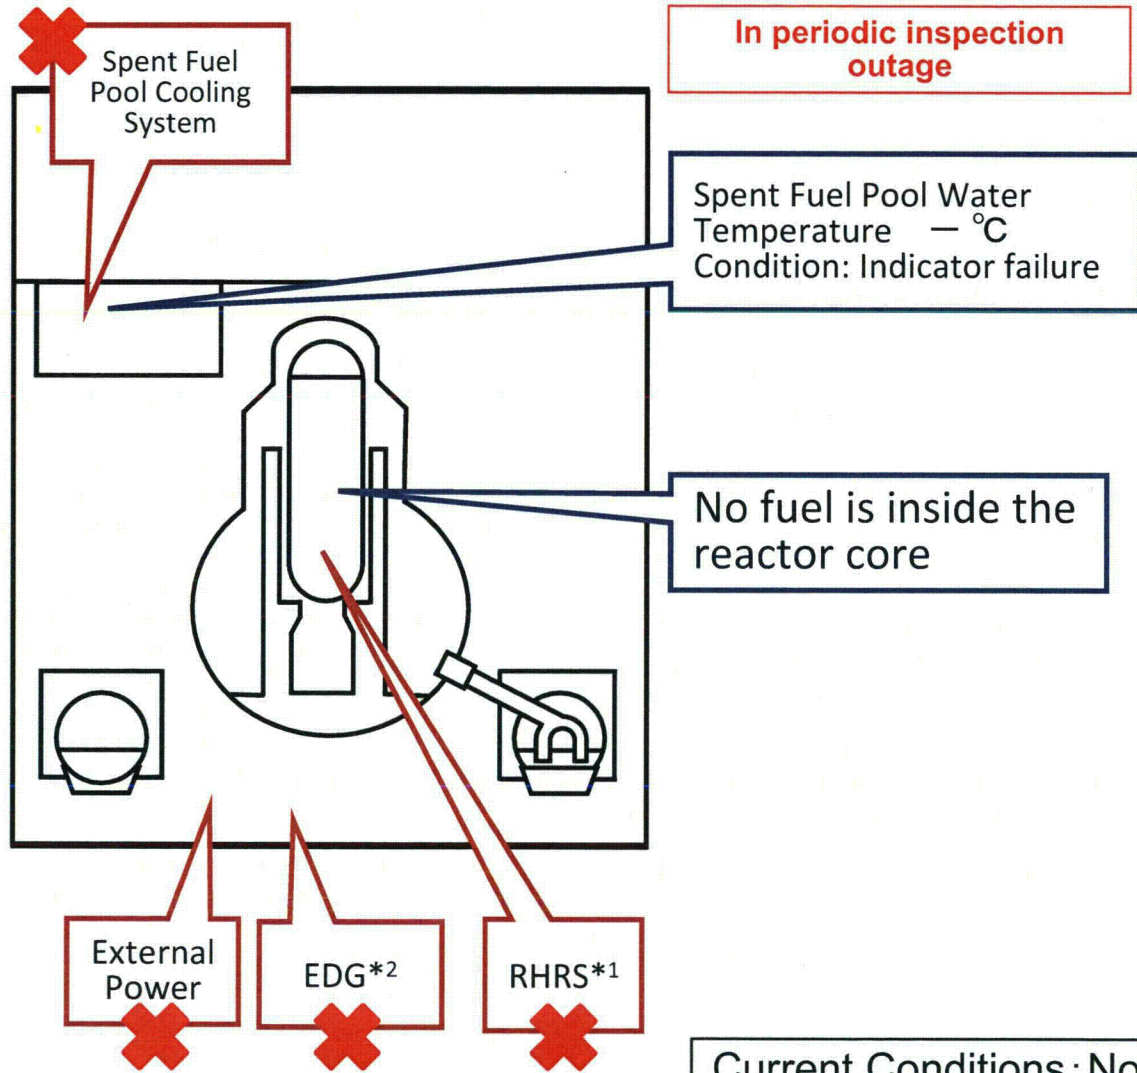 In periodic inspection
outage
Spent Fuel
Pool Cooling
System
Spent Fuel Pool Water
Temperature － ℃
Condition: Indicator failure
No fuel is inside the
reactor core
External
Power
EDG*2
RHRS*1
Current Conditions : No